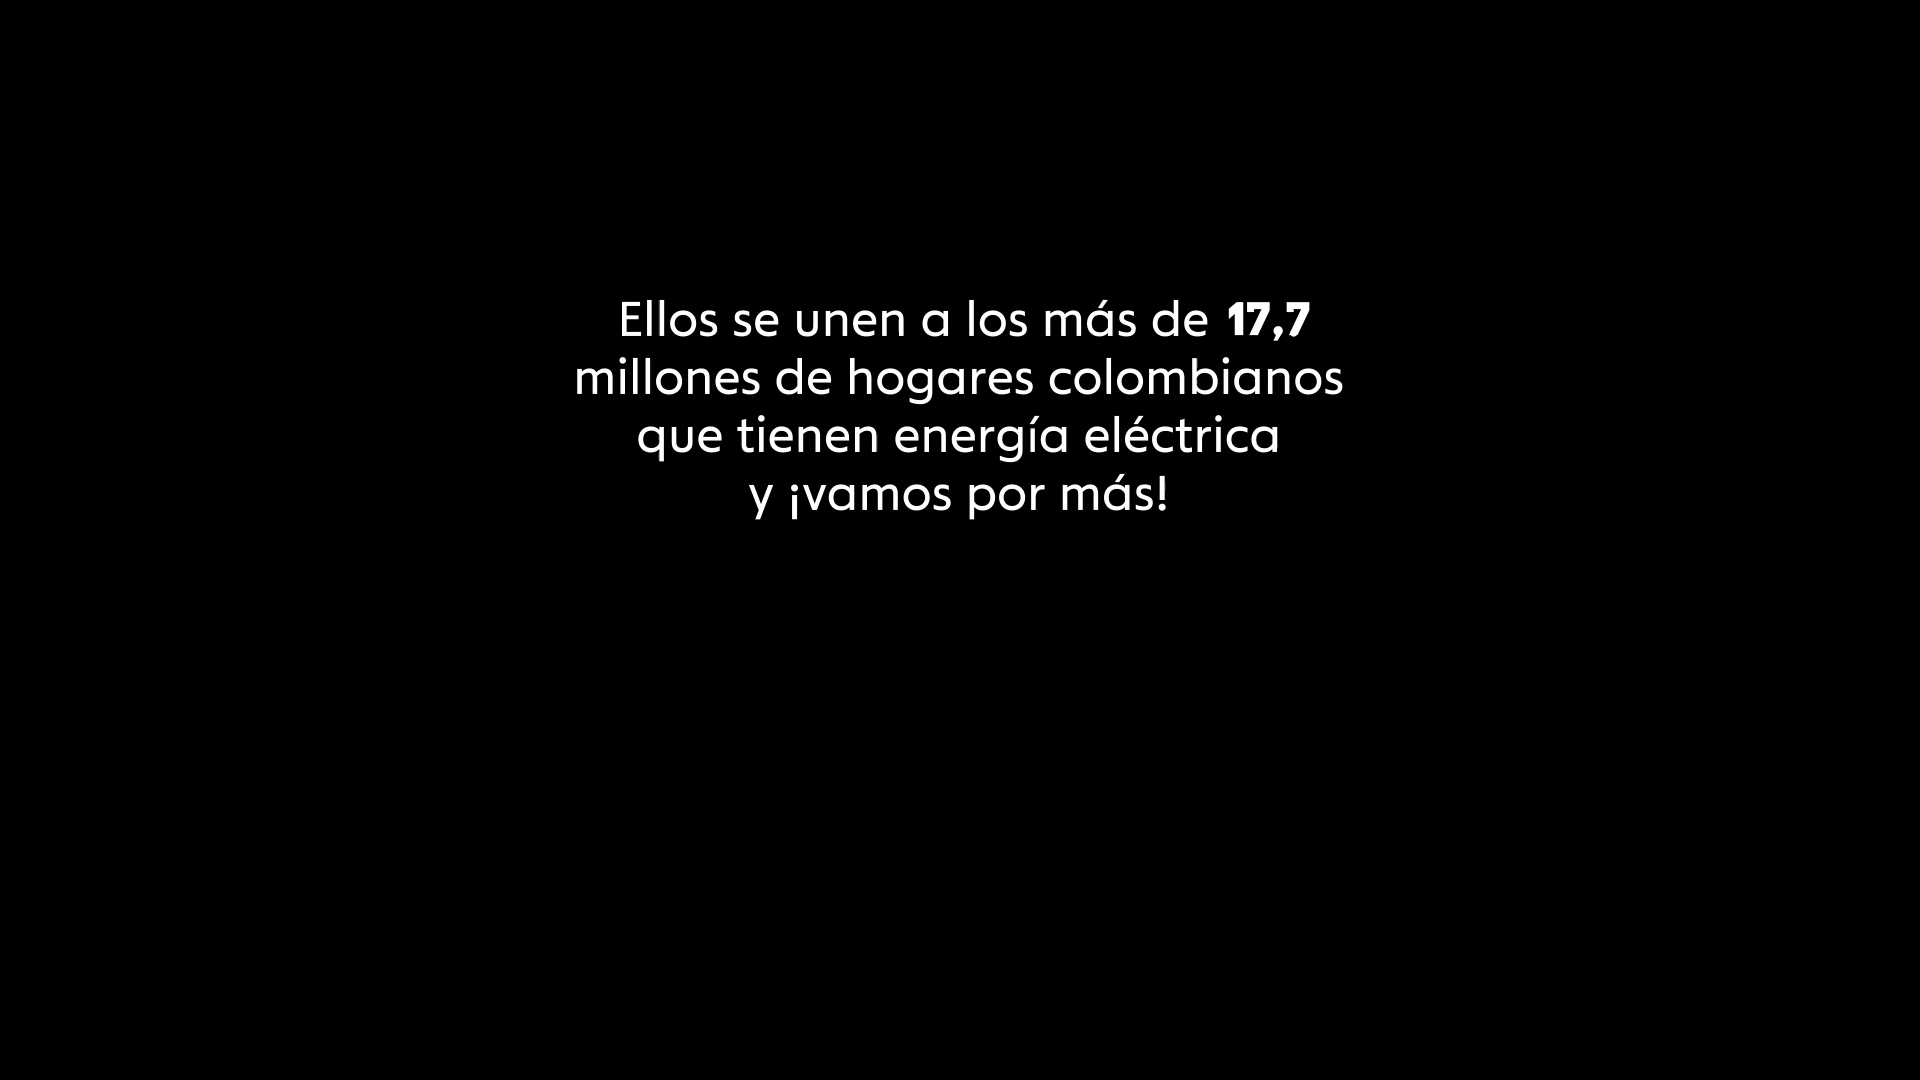 Ellos se unen a los más de 17,7
millones de hogares colombianos
que tienen energía eléctrica
y ¡vamos por más!